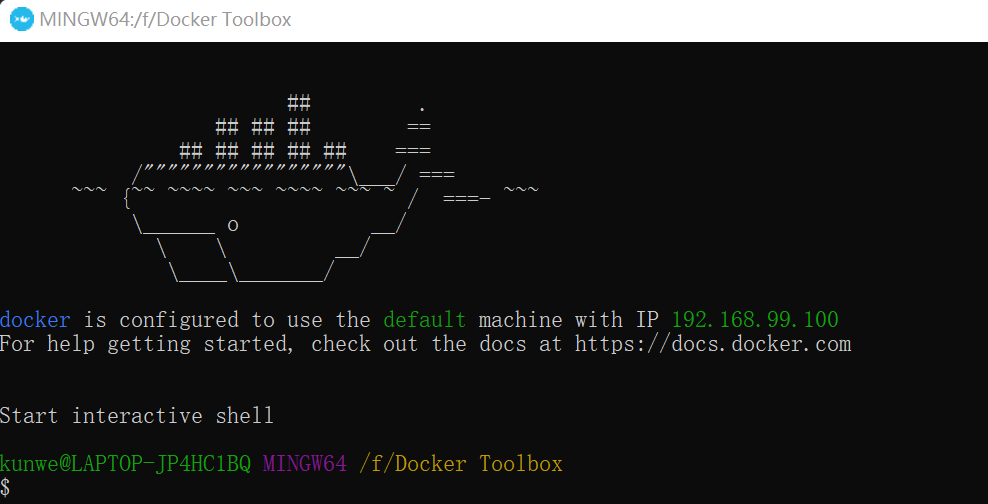 MINGW64:/f/Docker Toolbox
##         .
## ## ##        ==
## ## ## ## ##    ===
/"""""""""""""""""\___/ ===
~~~ {~~ ~~~~ ~~~ ~~~~ ~~~ ~ /  ===- ~~~
\______ o           __/
\    \         __/
\____\_______/
docker is configured to use the default machine with IP 192.168.99.100
For help getting started, check out the docs at https://docs.docker.com
Start interactive shell
kunwe@LAPTOP-JP4HC1BQ MINGW64 /f/Docker Toolbox
$